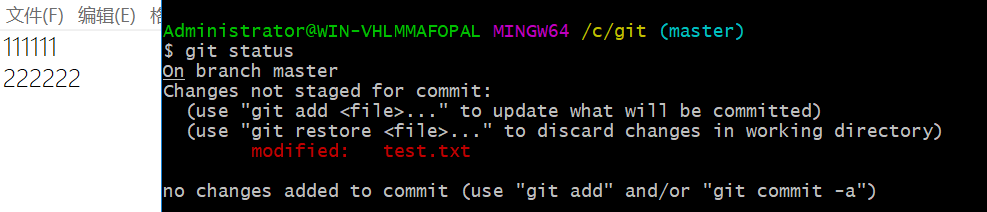 文件(F) 编辑(E) 格
111111
222222
Administrator@WIN-VHLMMAFOPAL MINGW64 /c/git (master)
$ git status
On branch master
Changes not staged for commit:
  (use "git add <file>..." to update what will be committed)
  (use "git restore <file>..." to discard changes in working directory)
        modified:   test.txt
no changes added to commit (use "git add" and/or "git commit -a")